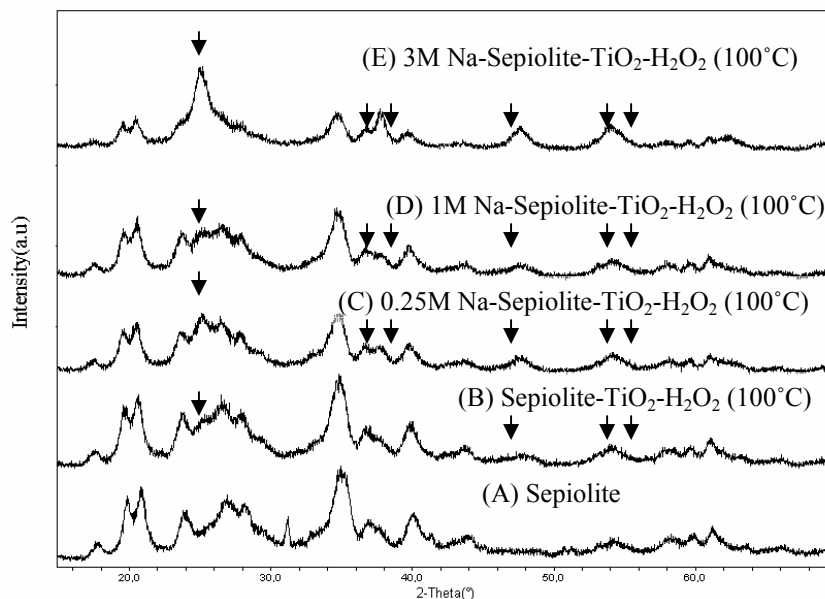 (E) 3M Na-Sepiolite-TiO₂-H₂O₂ (100˚C)
(D) 1M Na-Sepiolite-TiO₂-H₂O₂ (100˚C)
(C) 0.25M Na-Sepiolite-TiO₂-H₂O₂ (100˚C)
(B) Sepiolite-TiO₂-H₂O₂ (100˚C)
(A) Sepiolite
Intensity(a.u)
20,0 30,0 40,0 50,0 60,0
2-Theta(°)